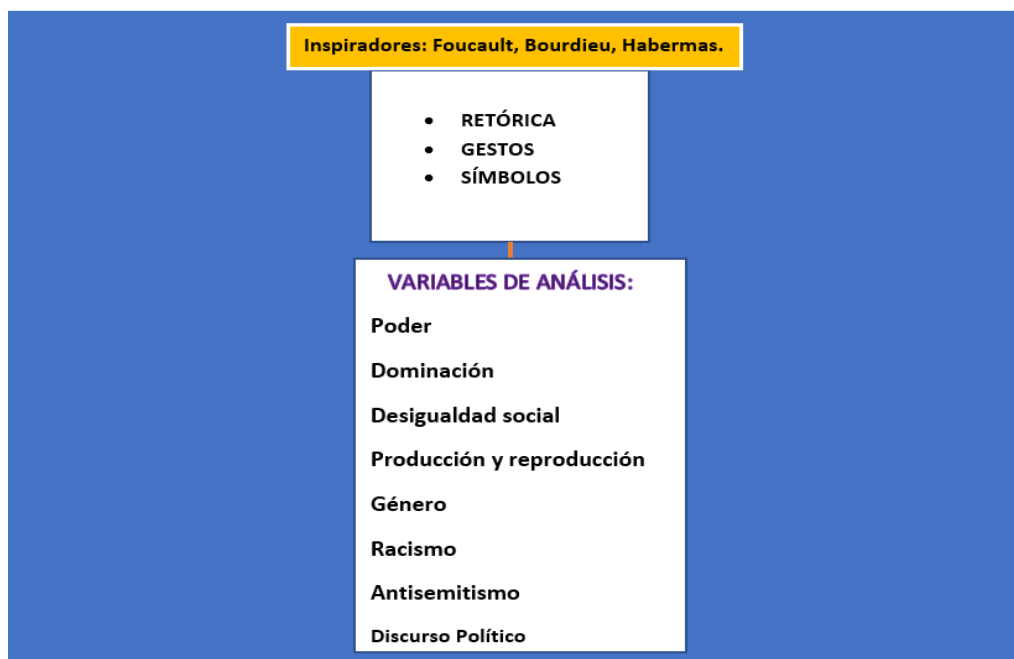 Inspiradores: Foucault, Bourdieu, Habermas.
• RETÓRICA
• GESTOS
• SÍMBOLOS
VARIABLES DE ANÁLISIS:
Poder
Dominación
Desigualdad social
Producción y reproducción
Género
Racismo
Antisemitismo
Discurso Político